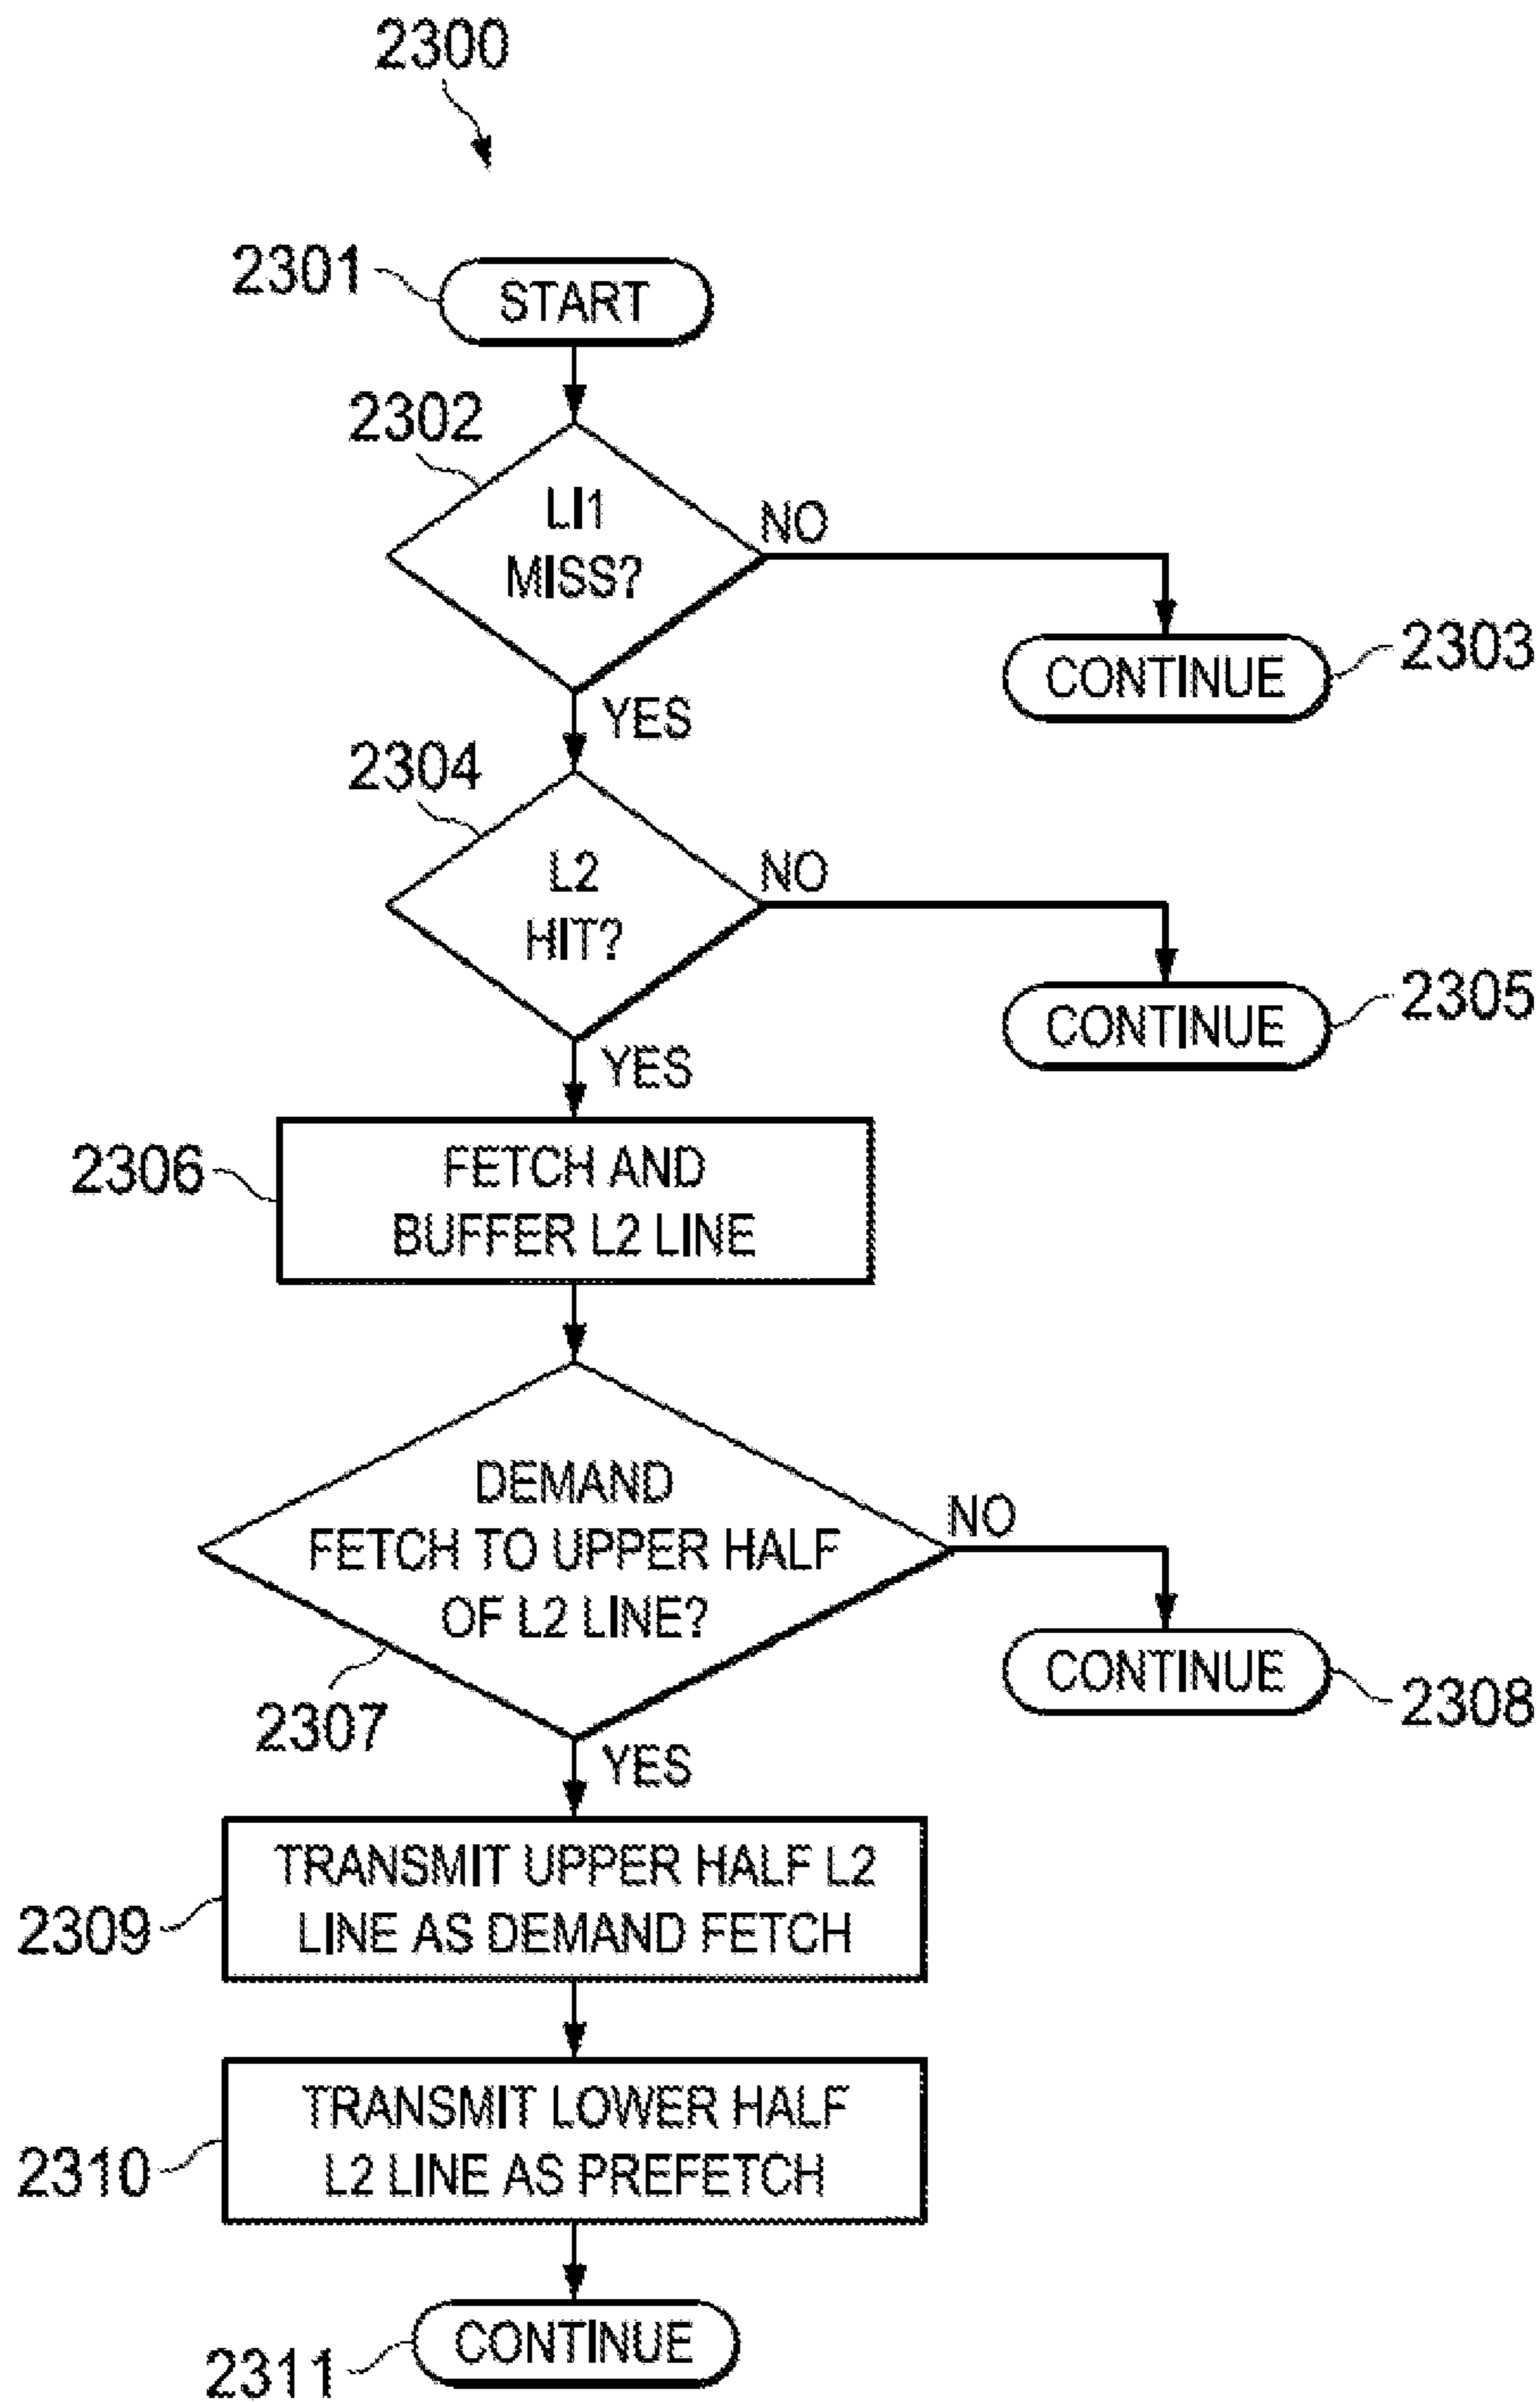 2300
2301
START
2302
LI1
MISS?
NO
2303
CONTINUE
YES
2304
L2
HIT?
NO
2305
CONTINUE
YES
2306
FETCH AND
BUFFER L2 LINE
DEMAND
FETCH TO UPPER HALF
OF L2 LINE?
NO
2307
CONTINUE
2308
YES
TRANSMIT UPPER HALF L2
LINE AS DEMAND FETCH
2309
TRANSMIT LOWER HALF
L2 LINE AS PREFETCH
2310
CONTINUE
2311